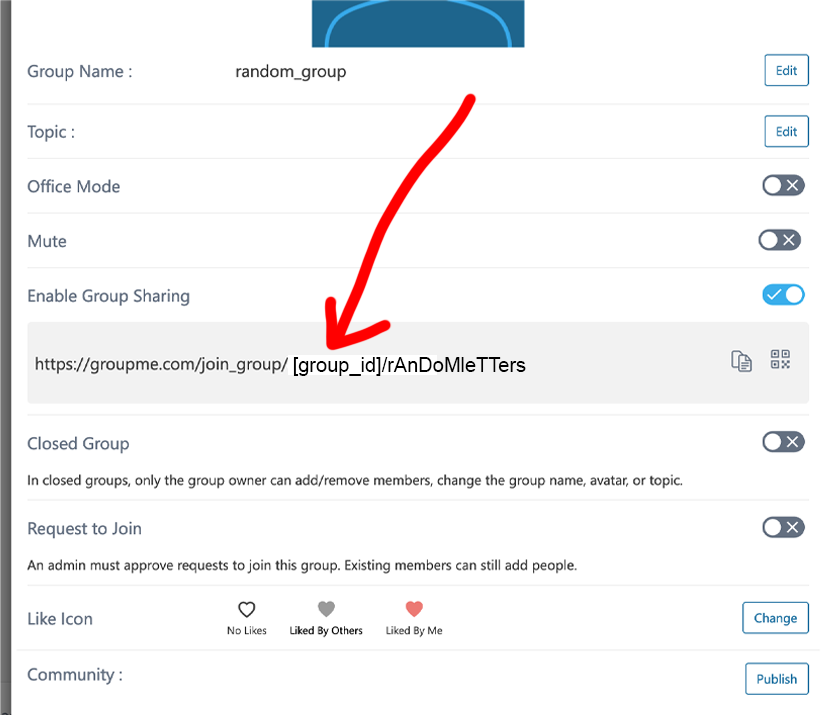 Group Name : random_group Edit
Topic : Edit
Office Mode
Mute
Enable Group Sharing
https://groupme.com/join_group/ [group_id]/rAnDoMleTTers
Closed Group
In closed groups, only the group owner can add/remove members, change the group name, avatar, or topic.
Request to Join
An admin must approve requests to join this group. Existing members can still add people.
Like Icon No Likes Liked By Others Liked By Me Change
Community : Publish